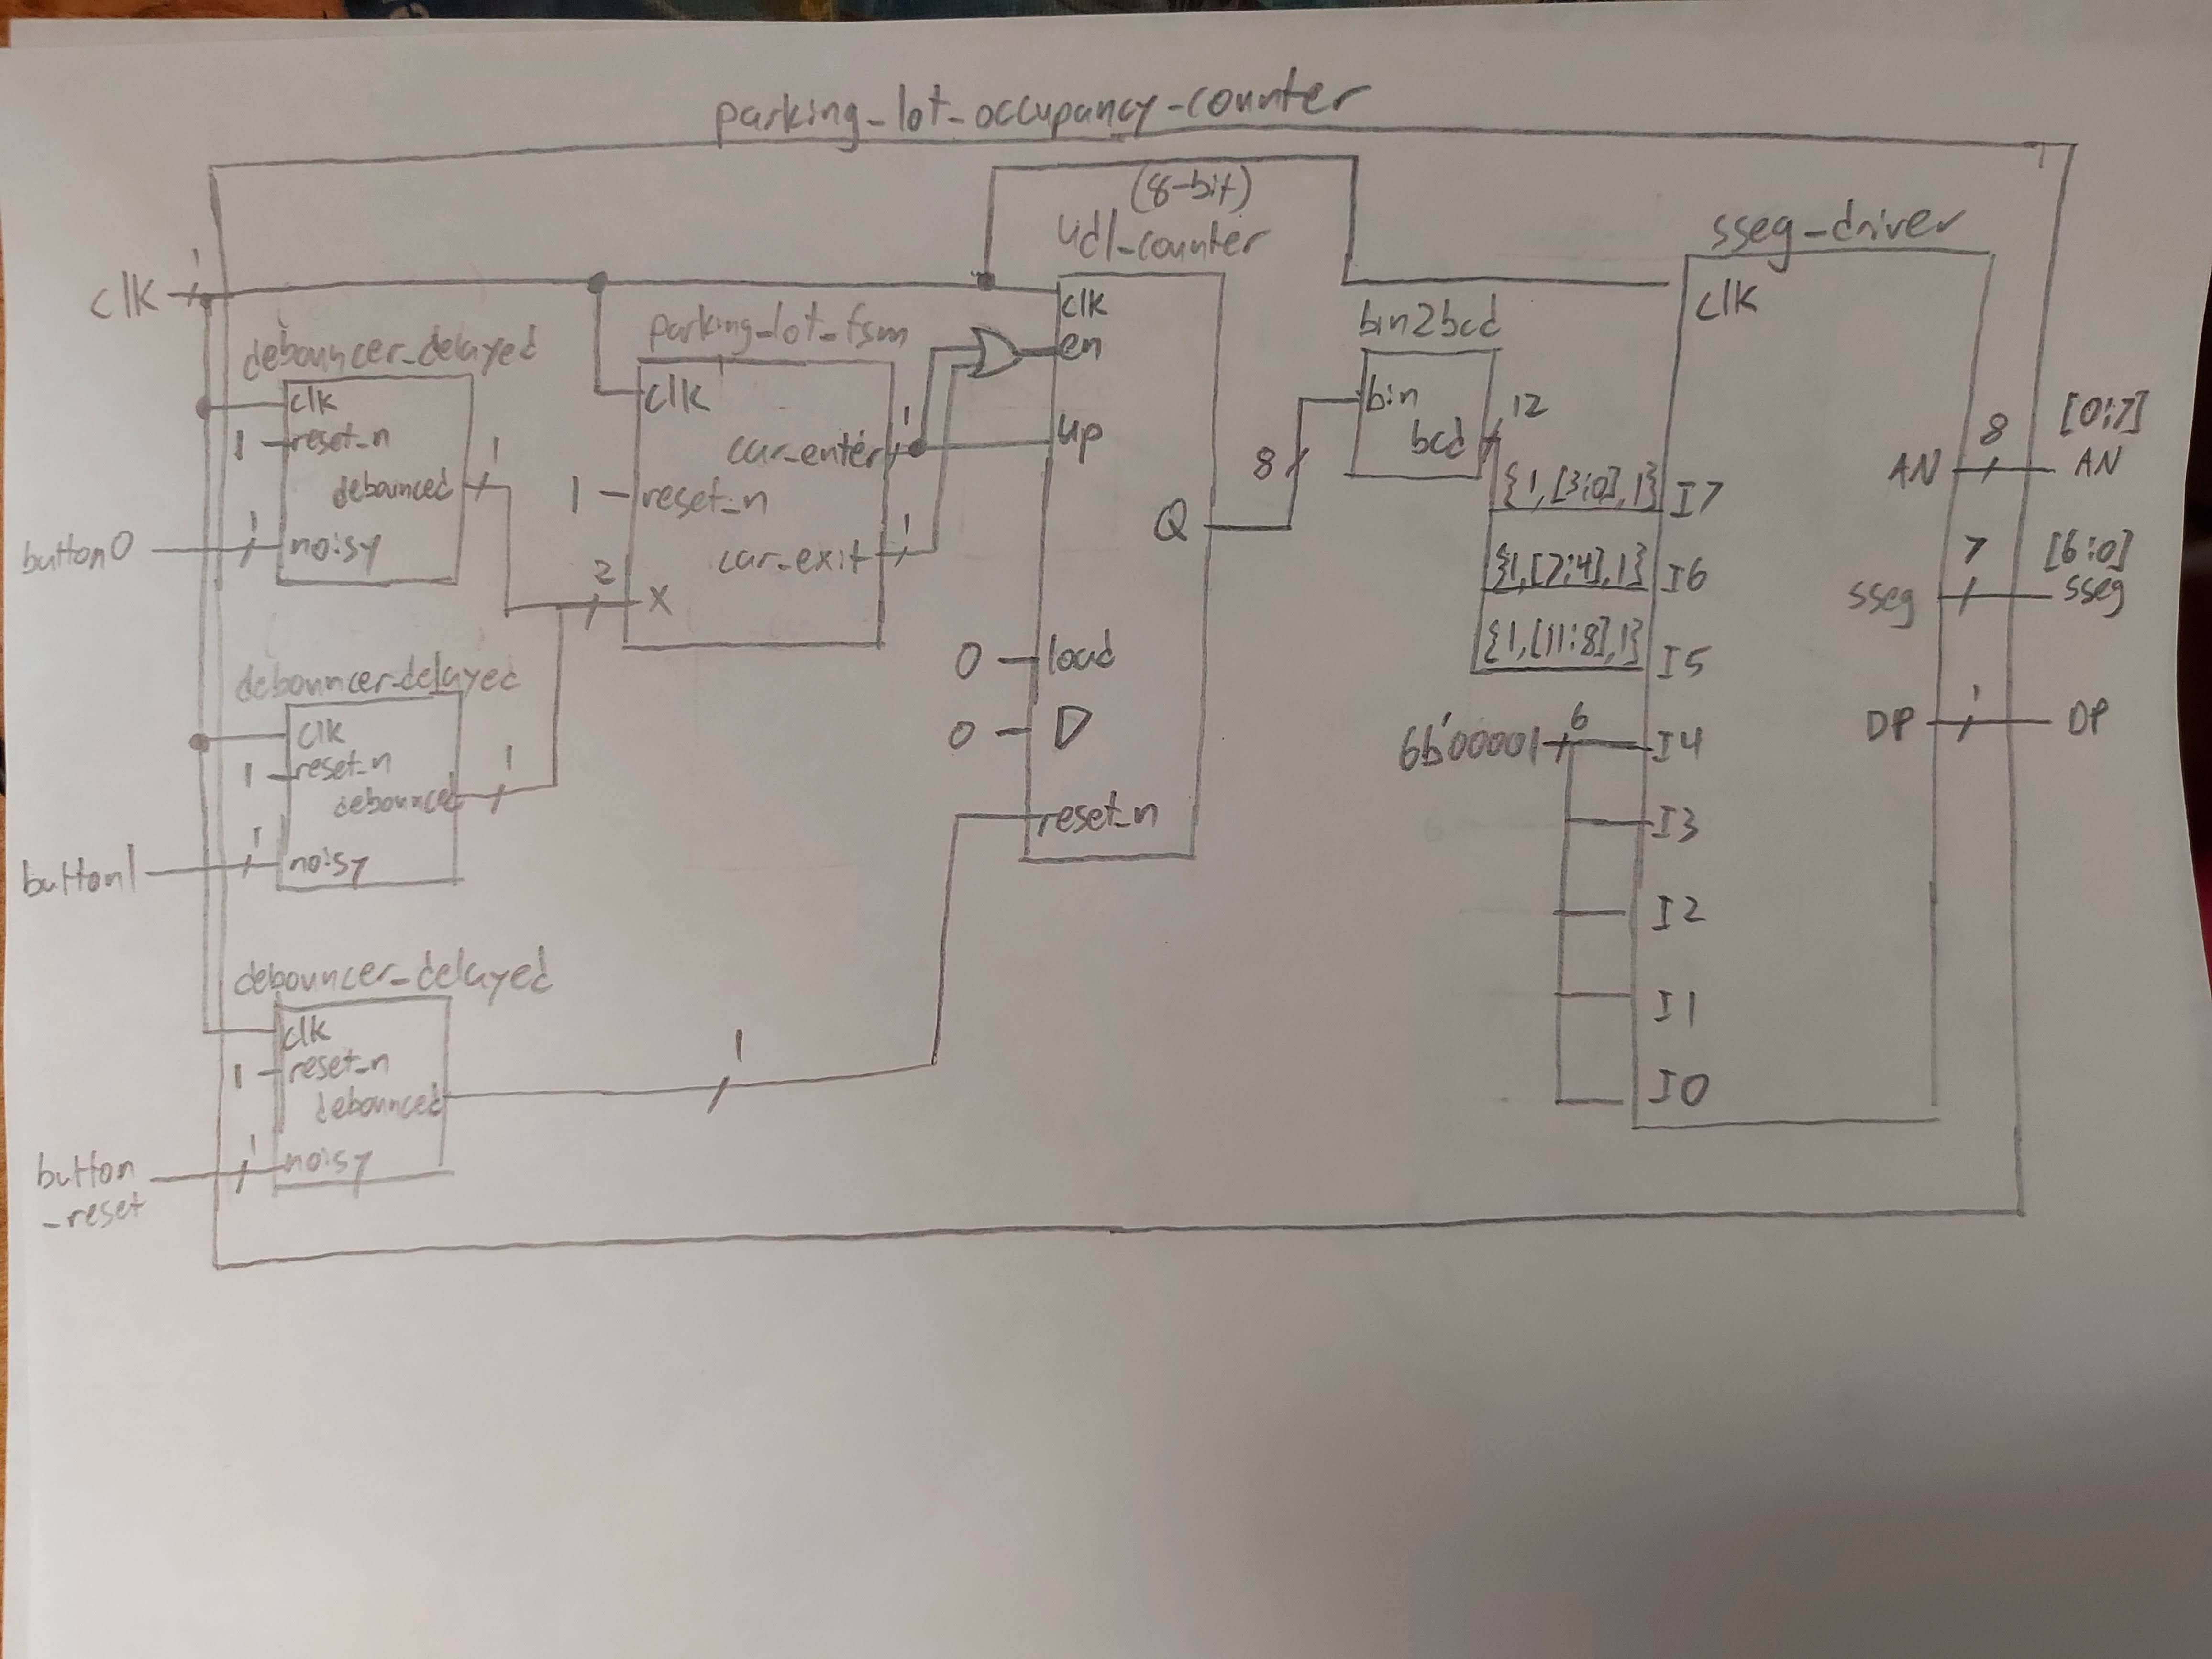 parking_lot_occupancy_counter
(8-bit)
udl_counter
sseg_driver
clk
1
debouncer_delayed
clk
1
reset_n
debounced
1
button0
1
noisy
parking_lot_fsm
clk
car_enter
1
1
reset_n
car_exit
1
2
X
debouncer_delayed
clk
1
reset_n
debounced
1
button1
1
noisy
debouncer_delayed
clk
1
reset_n
debounced
1
button
_reset
1
noisy
clk
en
up
Q
8
0
load
0
D
reset_n
bin2bcd
bin
bcd
12
clk
{1,[3:0],1}
I7
{1,[7:4],1}
I6
{1,[11:8],1}
I5
6b'00001
6
I4
I3
I2
I1
I0
AN
8
[0:7]
AN
sseg
7
[6:0]
sseg
DP
1
DP